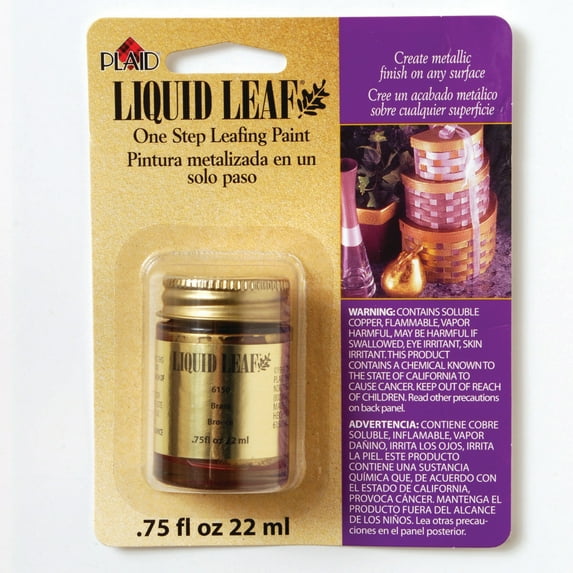 PLAID
LIQUID LEAF®
One Step Leafing Paint
Pintura metalizada en un
solo paso
Create metallic
finish on any surface
Cree un acabado metálico
sobre cualquier superficie
LIQUID LEAF
6150
Brass
.75fl oz 22 ml
.75 fl oz 22 ml
WARNING: CONTAINS SOLUBLE
COPPER, FLAMMABLE, VAPOR
HARMFUL, MAY BE HARMFUL IF
SWALLOWED, EYE IRRITANT, SKIN
IRRITANT. THIS PRODUCT
CONTAINS A CHEMICAL KNOWN TO
THE STATE OF CALIFORNIA TO
CAUSE CANCER. KEEP OUT OF REACH
OF CHILDREN. Read other precautions
on back panel.
ADVERTENCIA: CONTIENE COBRE
SOLUBLE, INFLAMABLE, VAPOR
DAÑINO, IRRITA LOS OJOS, IRRITA
LA PIEL. ESTE PRODUCTO
CONTIENE UNA SUSTANCIA
QUÍMICA QUE, DE ACUERDO CON
EL ESTADO DE CALIFORNIA,
PROVOCA CÁNCER. MANTENGA EL
PRODUCTO FUERA DEL ALCANCE
DE LOS NIÑOS. Lea otras precau-
ciones en el panel posterior.